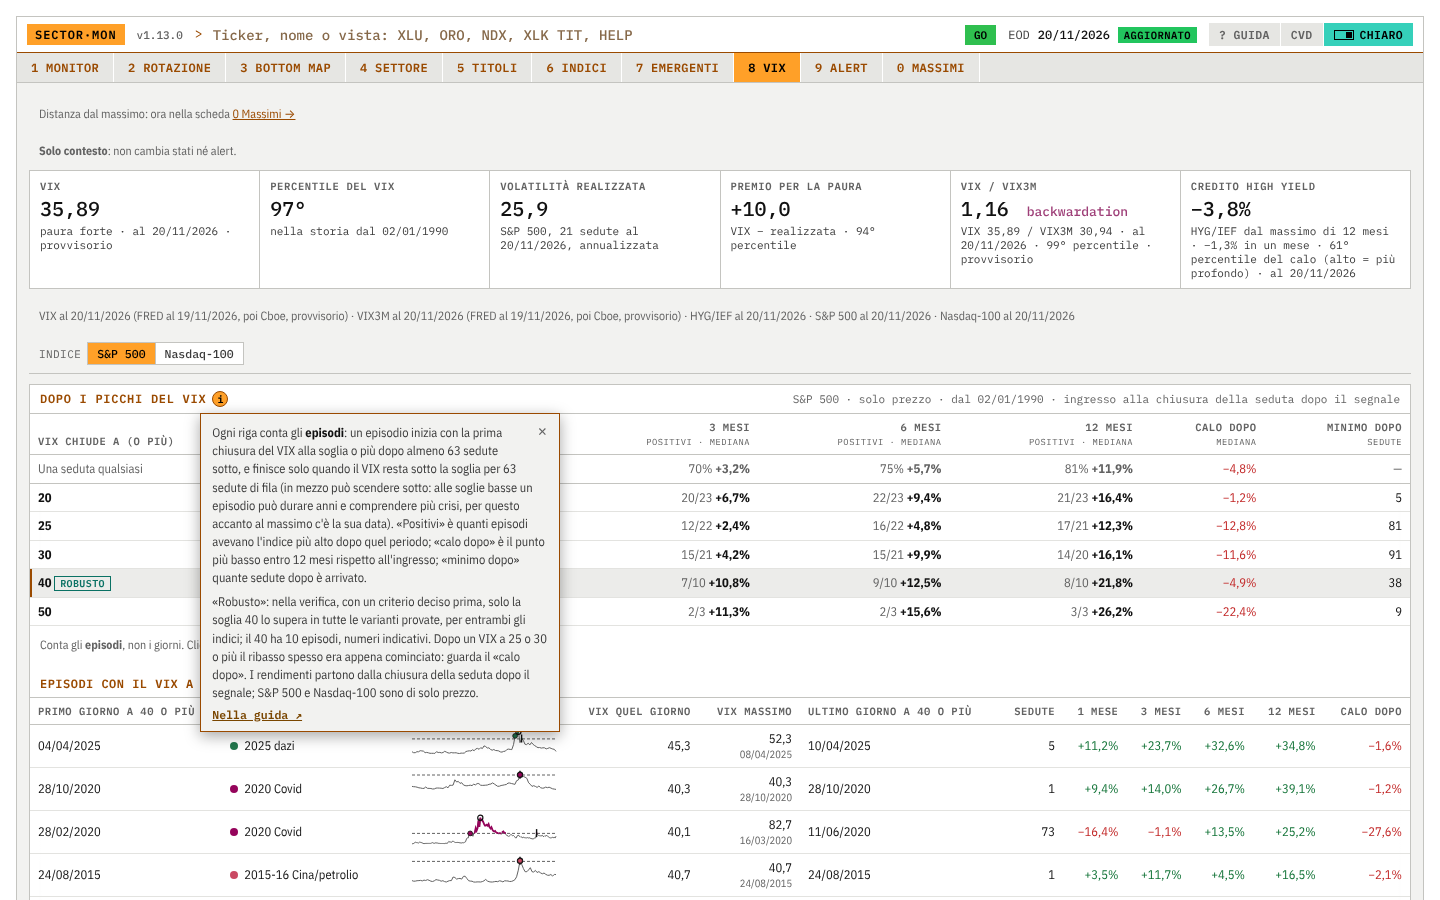 SECTOR·MON v1.13.0 > Ticker, nome o vista: XLU, ORO, NDX, XLK TIT, HELP GO EOD 20/11/2026 AGGIORNATO ? GUIDA CVD CHIARO
1 MONITOR 2 ROTAZIONE 3 BOTTOM MAP 4 SETTORE 5 TITOLI 6 INDICI 7 EMERGENTI 8 VIX 9 ALERT 0 MASSIMI
Distanza dal massimo: ora nella scheda 0 Massimi →
Solo contesto: non cambia stati né alert.
VIX
35,89
paura forte · al 20/11/2026 ·
provvisorio
PERCENTILE DEL VIX
97°
nella storia dal 02/01/1990
VOLATILITÀ REALIZZATA
25,9
S&P 500, 21 sedute al
20/11/2026, annualizzata
PREMIO PER LA PAURA
+10,0
VIX − realizzata · 94°
percentile
VIX / VIX3M
1,16 backwardation
VIX 35,89 / VIX3M 30,94 · al
20/11/2026 · 99° percentile ·
provvisorio
CREDITO HIGH YIELD
−3,8%
HYG/IEF dal massimo di 12 mesi
· −1,3% in un mese · 61°
percentile del calo (alto = più
profondo) · al 20/11/2026
VIX al 20/11/2026 (FRED al 19/11/2026, poi Cboe, provvisorio) · VIX3M al 20/11/2026 (FRED al 19/11/2026, poi Cboe, provvisorio) · HYG/IEF al 20/11/2026 · S&P 500 al 20/11/2026 · Nasdaq-100 al 20/11/2026
INDICE S&P 500 Nasdaq-100
DOPO I PICCHI DEL VIX i S&P 500 · solo prezzo · dal 02/01/1990 · ingresso alla chiusura della seduta dopo il segnale
VIX CHIUDE A (O PIÙ) 3 MESI 6 MESI 12 MESI CALO DOPO MINIMO DOPO
POSITIVI · MEDIANA POSITIVI · MEDIANA POSITIVI · MEDIANA MEDIANA SEDUTE
Una seduta qualsiasi 70% +3,2% 75% +5,7% 81% +11,9% −4,8% —
20 20/23 +6,7% 22/23 +9,4% 21/23 +16,4% −1,2% 5
25 12/22 +2,4% 16/22 +4,8% 17/21 +12,3% −12,8% 81
30 15/21 +4,2% 15/21 +9,9% 14/20 +16,1% −11,6% 91
40 ROBUSTO 7/10 +10,8% 9/10 +12,5% 8/10 +21,8% −4,9% 38
50 2/3 +11,3% 2/3 +15,6% 3/3 +26,2% −22,4% 9
Conta gli episodi, non i giorni.
Ogni riga conta gli episodi: un episodio inizia con la prima ×
chiusura del VIX alla soglia o più dopo almeno 63 sedute
sotto, e finisce solo quando il VIX resta sotto la soglia per 63
sedute di fila (in mezzo può scendere sotto: alle soglie basse un
episodio può durare anni e comprendere più crisi, per questo
accanto al massimo c'è la sua data). «Positivi» è quanti episodi
avevano l'indice più alto dopo quel periodo; «calo dopo» è il punto
più basso entro 12 mesi rispetto all'ingresso; «minimo dopo»
quante sedute dopo è arrivato.
«Robusto»: nella verifica, con un criterio deciso prima, solo la
soglia 40 lo supera in tutte le varianti provate, per entrambi gli
indici; il 40 ha 10 episodi, numeri indicativi. Dopo un VIX a 25 o 30
o più il ribasso spesso era appena cominciato: guarda il «calo
dopo». I rendimenti partono dalla chiusura della seduta dopo il
segnale; S&P 500 e Nasdaq-100 sono di solo prezzo.
Nella guida ↗
EPISODI CON IL VIX A
PRIMO GIORNO A 40 O PIÙ VIX QUEL GIORNO VIX MASSIMO ULTIMO GIORNO A 40 O PIÙ SEDUTE 1 MESE 3 MESI 6 MESI 12 MESI CALO DOPO
04/04/2025 2025 dazi 45,3 52,3 10/04/2025 5 +11,2% +23,7% +32,6% +34,8% −1,6%
08/04/2025
28/10/2020 2020 Covid 40,3 40,3 28/10/2020 1 +9,4% +14,0% +26,7% +39,1% −1,2%
28/10/2020
28/02/2020 2020 Covid 40,1 82,7 11/06/2020 73 −16,4% −1,1% +13,5% +25,2% −27,6%
16/03/2020
24/08/2015 2015-16 Cina/petrolio 40,7 40,7 24/08/2015 1 +3,5% +11,7% +4,5% +16,5% −2,1%
24/08/2015